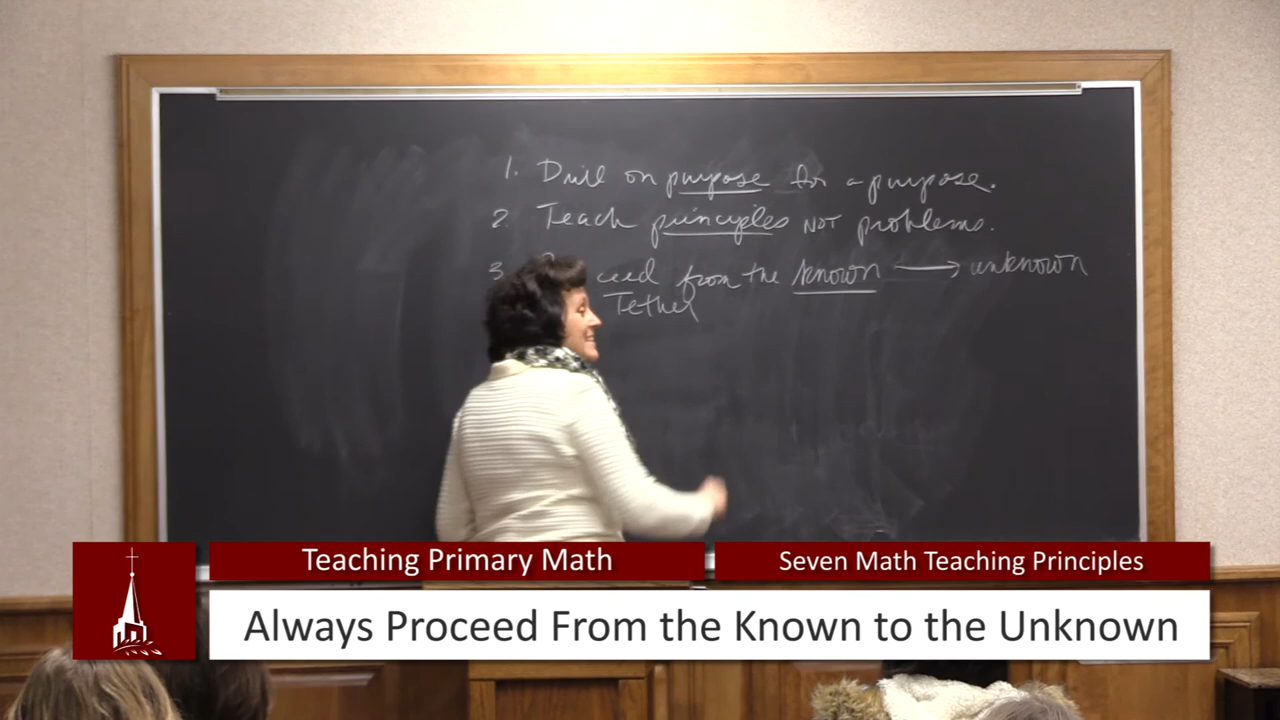 1. Drill on purpose for a purpose.
2. Teach principles NOT problems.
3 ceed from the known → unknown
Tether
Teaching Primary Math
Seven Math Teaching Principles
Always Proceed From the Known to the Unknown